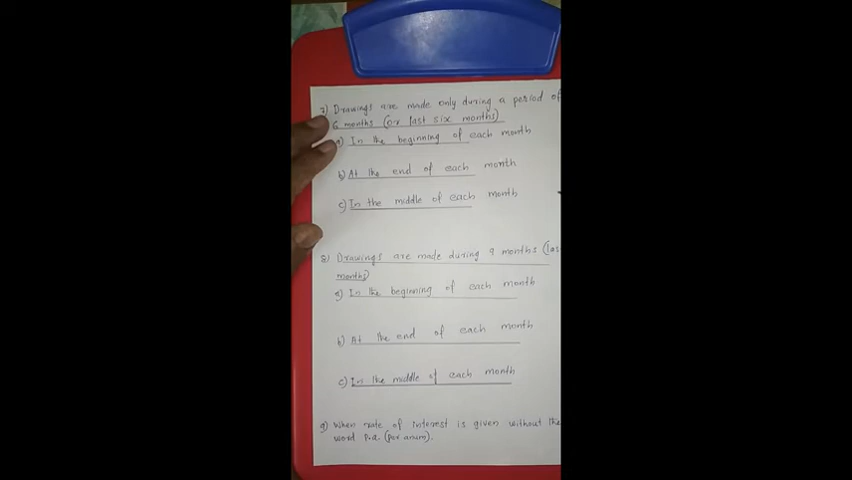 7) Drawings are made only during a period of
6 months (or last six months)
a) In the beginning of each month
b) At the end of each month
c) In the middle of each month
8) Drawings are made during 9 months (las
months)
a) In the beginning of each month
b) At the end of each month
c) In the middle of each month
9) When rate of interest is given without the
word P.a. (per anum).